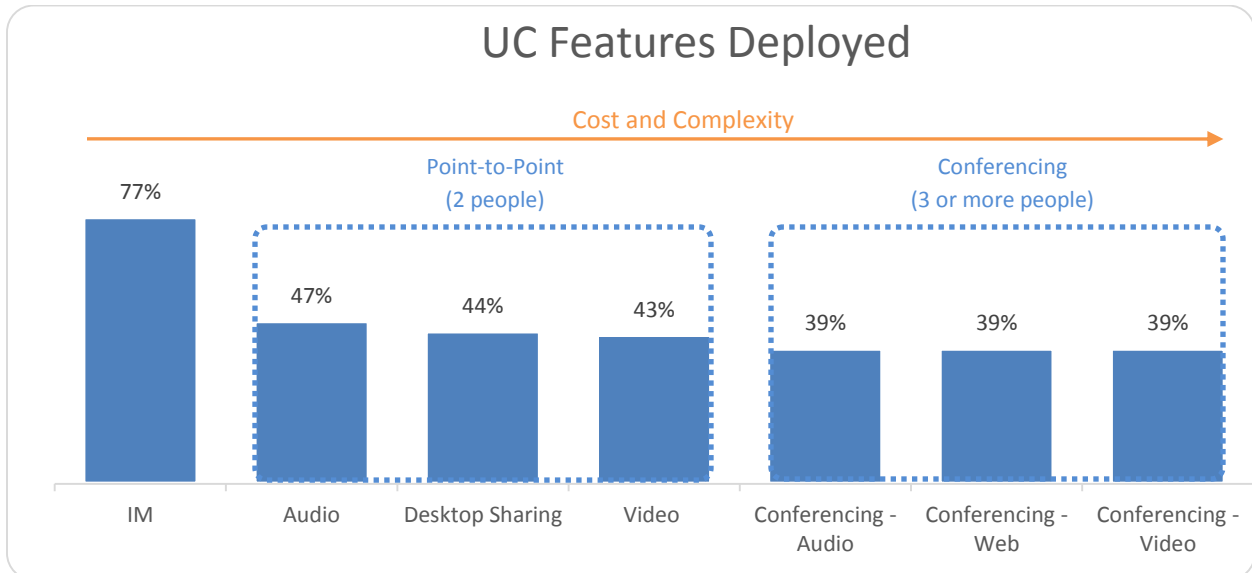 UC Features Deployed
Cost and Complexity
Point-to-Point
(2 people)
Conferencing
(3 or more people)
77%
47%
44%
43%
39%
39%
39%
IM
Audio
Desktop Sharing
Video
Conferencing -
Audio
Conferencing -
Web
Conferencing -
Video